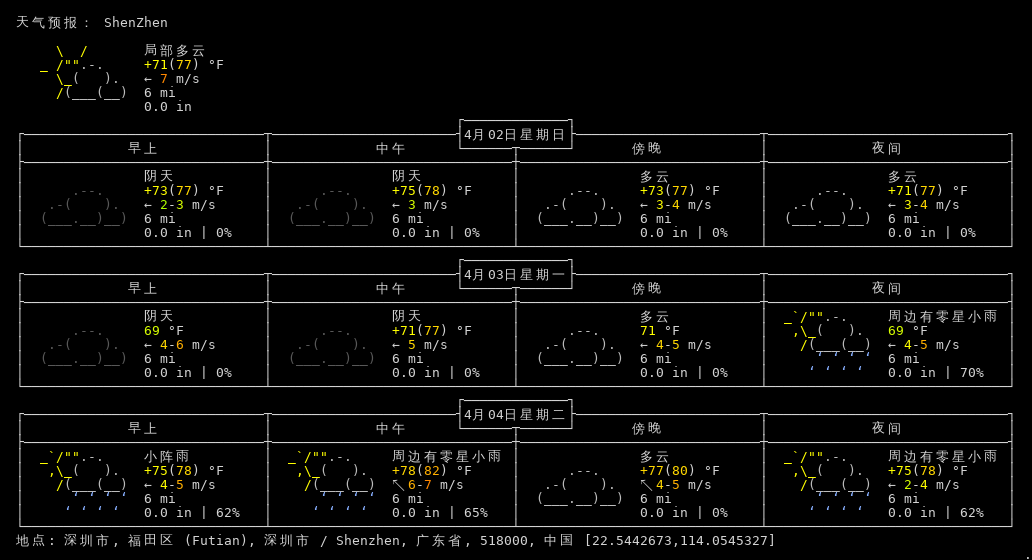 天气预报： ShenZhen
局部多云
+71(77) °F
← 7 m/s
6 mi
0.0 in
4月02日星期日
早上 中午 傍晚 夜间
阴天 阴天 多云 多云
+73(77) °F +75(78) °F +73(77) °F +71(77) °F
← 2-3 m/s ← 3 m/s ← 3-4 m/s ← 3-4 m/s
6 mi 6 mi 6 mi 6 mi
0.0 in | 0% 0.0 in | 0% 0.0 in | 0% 0.0 in | 0%
4月03日星期一
早上 中午 傍晚 夜间
阴天 阴天 多云 周边有零星小雨
69 °F +71(77) °F 71 °F 69 °F
← 4-6 m/s ← 5 m/s ← 4-5 m/s ← 4-5 m/s
6 mi 6 mi 6 mi 6 mi
0.0 in | 0% 0.0 in | 0% 0.0 in | 0% 0.0 in | 70%
4月04日星期二
早上 中午 傍晚 夜间
小阵雨 周边有零星小雨 多云 周边有零星小雨
+75(78) °F +78(82) °F +77(80) °F +75(78) °F
← 4-5 m/s ↖ 6-7 m/s ↖ 4-5 m/s ← 2-4 m/s
6 mi 6 mi 6 mi 6 mi
0.0 in | 62% 0.0 in | 65% 0.0 in | 0% 0.0 in | 62%
地点: 深圳市, 福田区 (Futian), 深圳市 / Shenzhen, 广东省, 518000, 中国 [22.5442673,114.0545327]